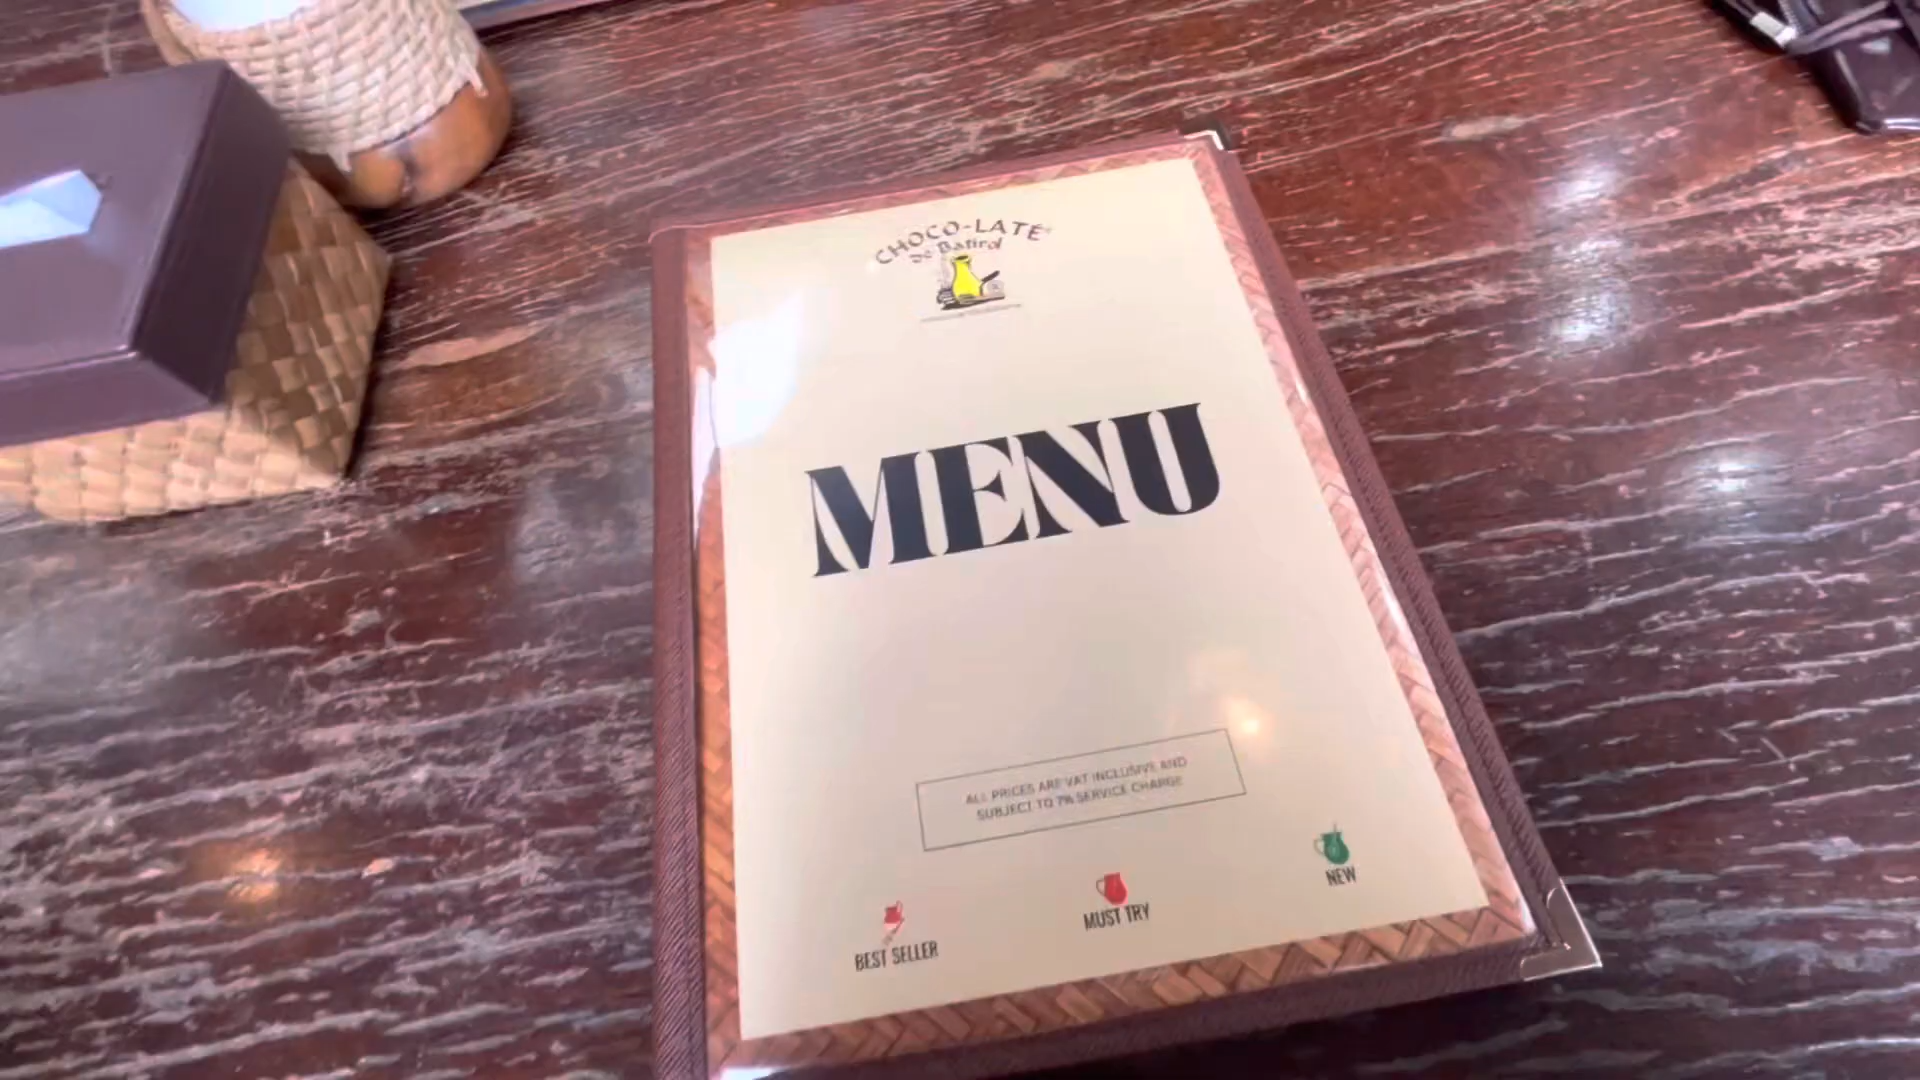 CHOCO-LATE
De Batirol
MENU
ALL PRICES ARE VAT INCLUSIVE AND
SUBJECT TO 7% SERVICE CHARGE
BEST SELLER
MUST TRY
NEW